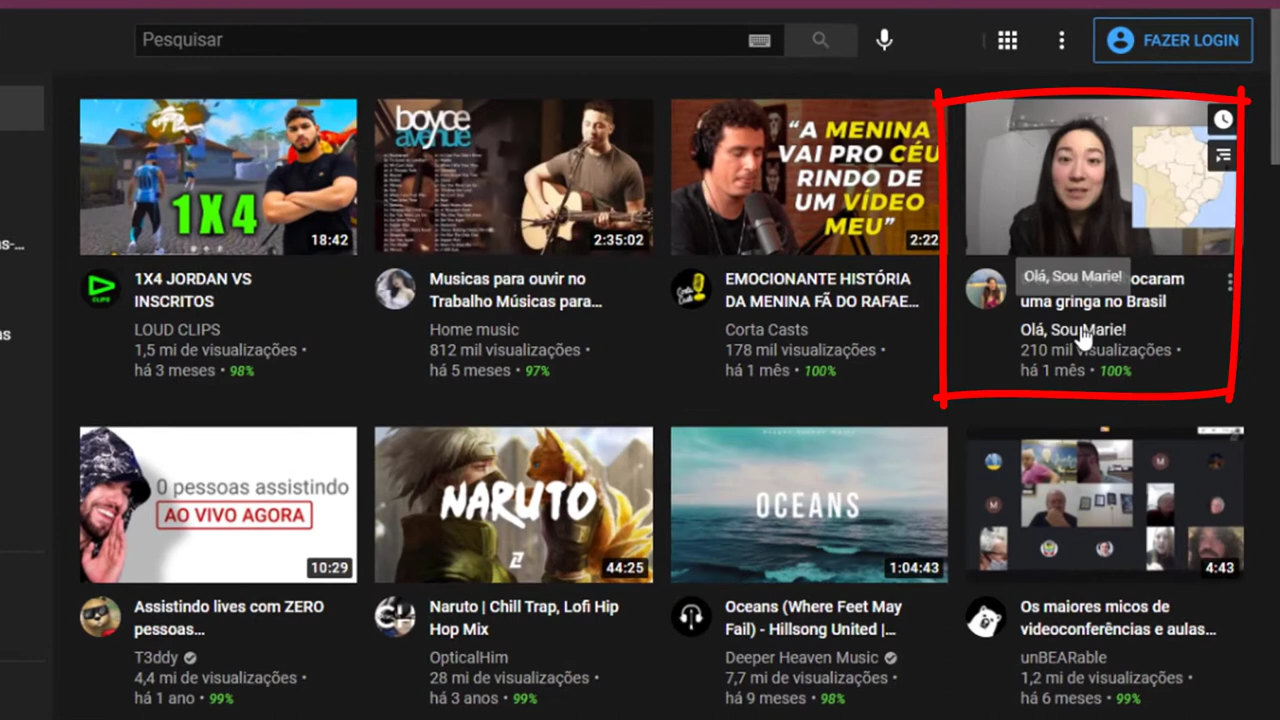 Pesquisar
FAZER LOGIN
1X4
18:42
1X4 JORDAN VS
INSCRITOS
LOUD CLIPS
1,5 mi de visualizações •
há 3 meses • 98%
boyce
avenue
2:35:02
Musicas para ouvir no
Trabalho Músicas para...
Home music
812 mil visualizações •
há 5 meses • 97%
“A MENINA
VAI PRO CÉU
RINDO DE
UM VÍDEO
MEU”
2:22
EMOCIONANTE HISTÓRIA
DA MENINA FÃ DO RAFAE...
Corta Casts
178 mil visualizações •
há 1 mês • 100%
Olá, Sou Marie!
ocaram
uma gringa no Brasil
Olá, Sou Marie!
210 mil visualizações •
há 1 mês • 100%
0 pessoas assistindo
AO VIVO AGORA
10:29
Assistindo lives com ZERO
pessoas...
T3ddy
4,4 mi de visualizações •
há 1 ano • 99%
NARUTO
44:25
Naruto | Chill Trap, Lofi Hip
Hop Mix
OpticalHim
28 mi de visualizações •
há 3 anos • 99%
OCEANS
1:04:43
Oceans (Where Feet May
Fail) - Hillsong United |...
Deeper Heaven Music
7,7 mi de visualizações •
há 9 meses • 98%
M
M
4:43
Os maiores micos de
videoconferências e aulas...
unBEARable
1,2 mi de visualizações •
há 6 meses • 99%